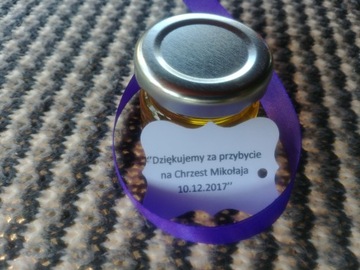 "Dziękujemy za przybycie
na Chrzest Mikołaja
10.12.2017"